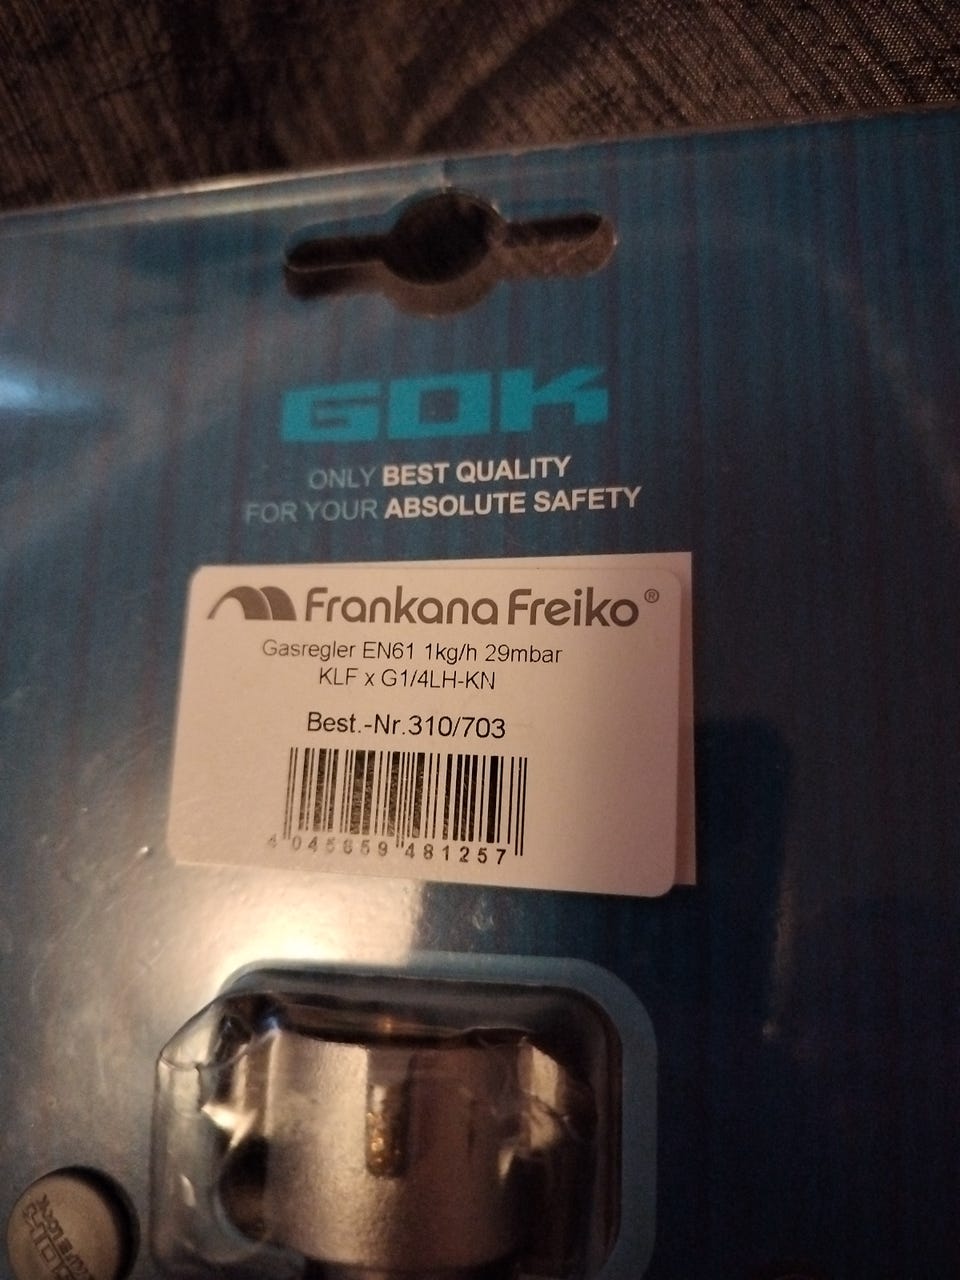 GOK
ONLY BEST QUALITY
FOR YOUR ABSOLUTE SAFETY
Frankana Freiko®
Gasregler EN61 1kg/h 29mbar
KLF x G1/4LH-KN
Best.-Nr.310/703
4 045659 481257